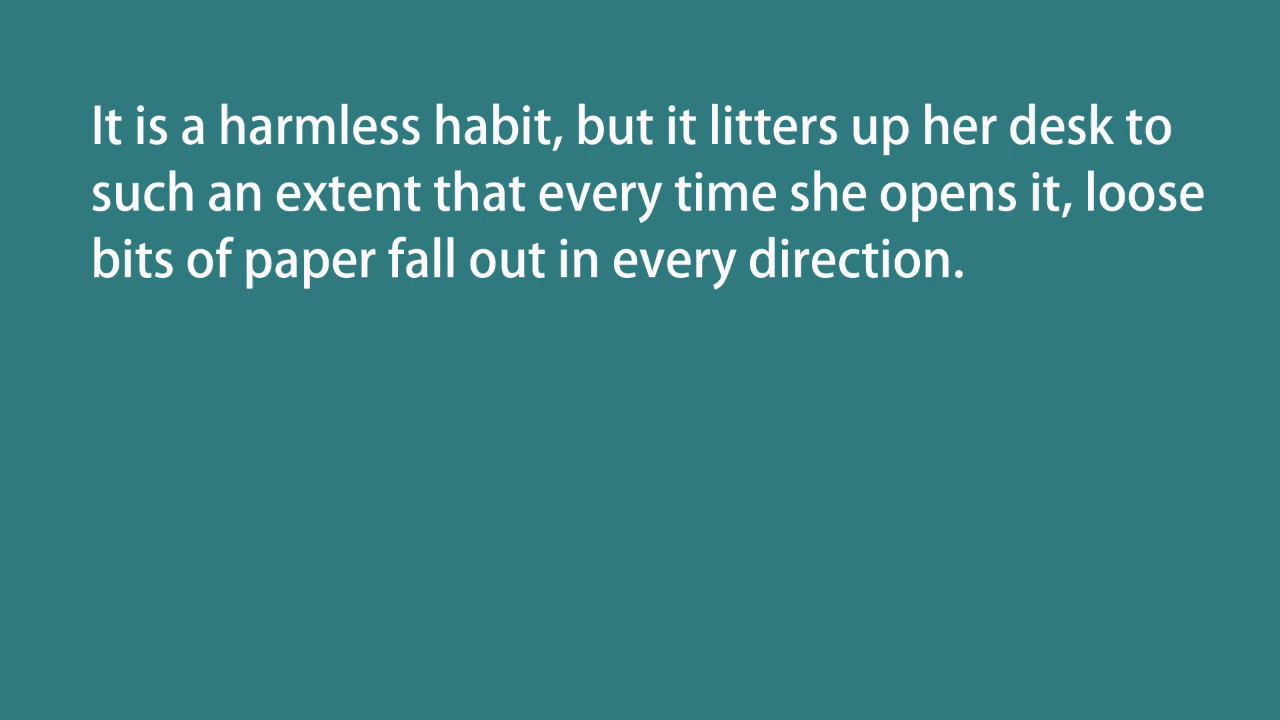 It is a harmless habit, but it litters up her desk to
such an extent that every time she opens it, loose
bits of paper fall out in every direction.